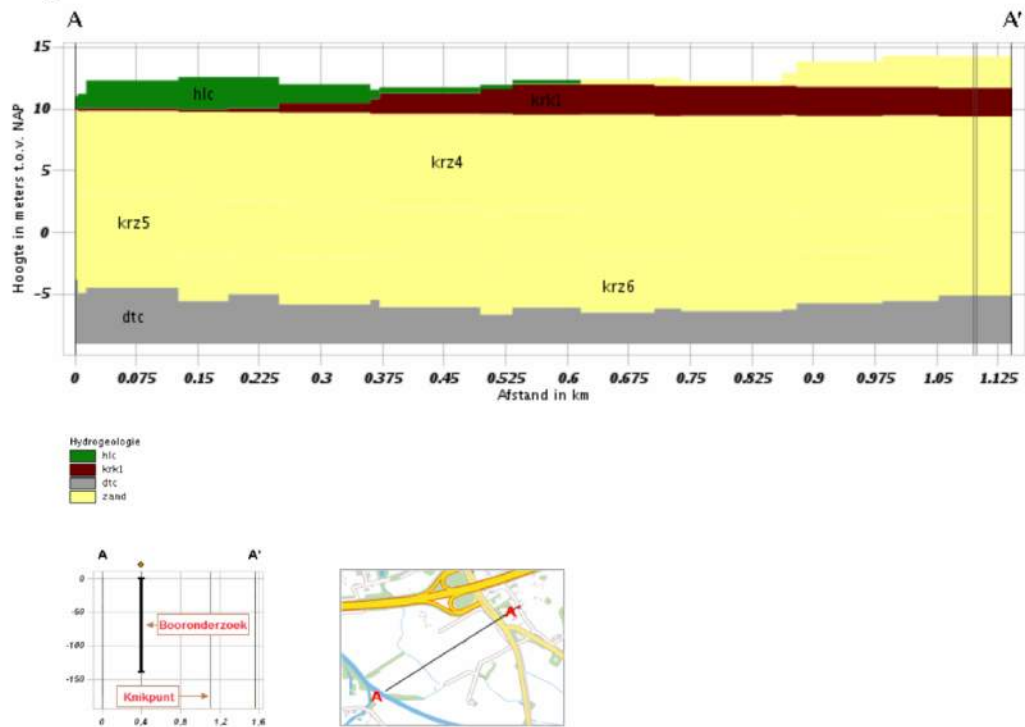 A A'
15
hlc
krk1
10
krz4
5
krz5
0
krz6
-5
dtc
Hoogte in meters t.o.v. NAP
0 0.075 0.15 0.225 0.3 0.375 0.45 0.525 0.6 0.675 0.75 0.825 0.9 0.975 1.05 1.125
Afstand in km
Hydrogeologie
hlc
krk1
dtc
zand
A A'
0
-50
Booronderzoek
-100
-150
Knikpunt
0 0,4 0,8 1,2 1,6
A'
A